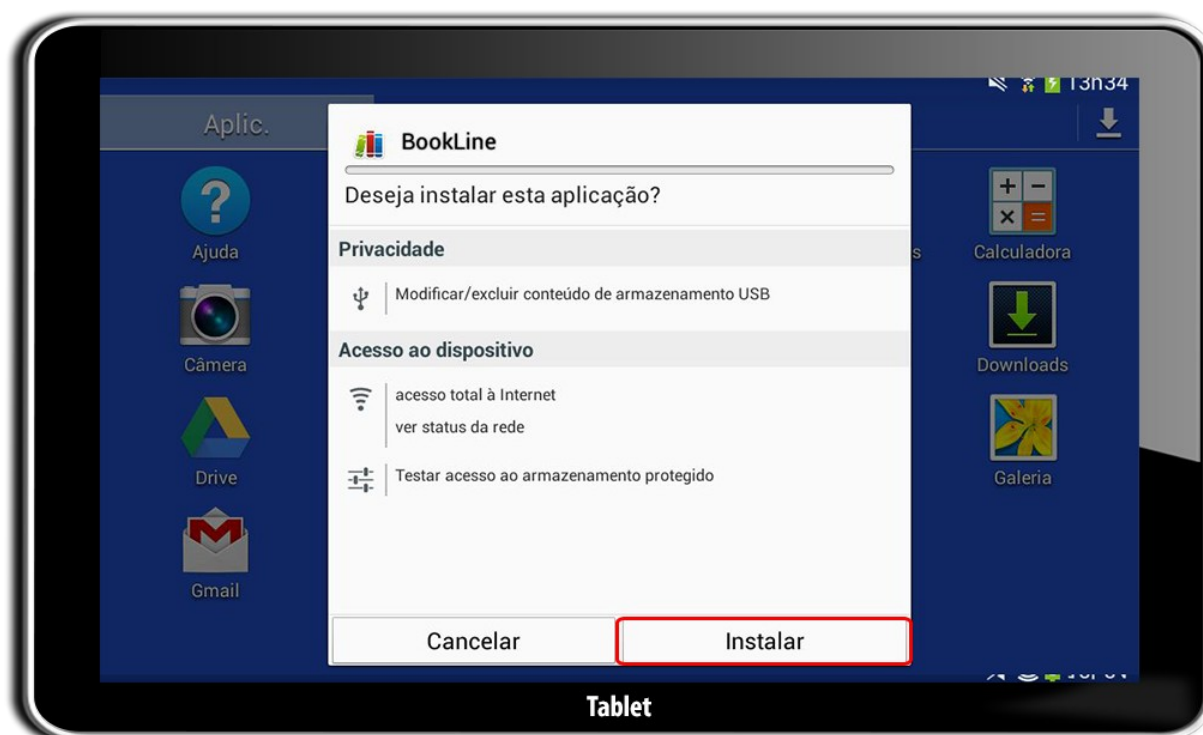 13h34
Aplic.
BookLine
Deseja instalar esta aplicação?
Ajuda
Privacidade
s
Calculadora
Modificar/excluir conteúdo de armazenamento USB
Acesso ao dispositivo
Câmera
Downloads
acesso total à Internet
ver status da rede
Drive
Testar acesso ao armazenamento protegido
Galeria
Gmail
Cancelar
Instalar
Tablet